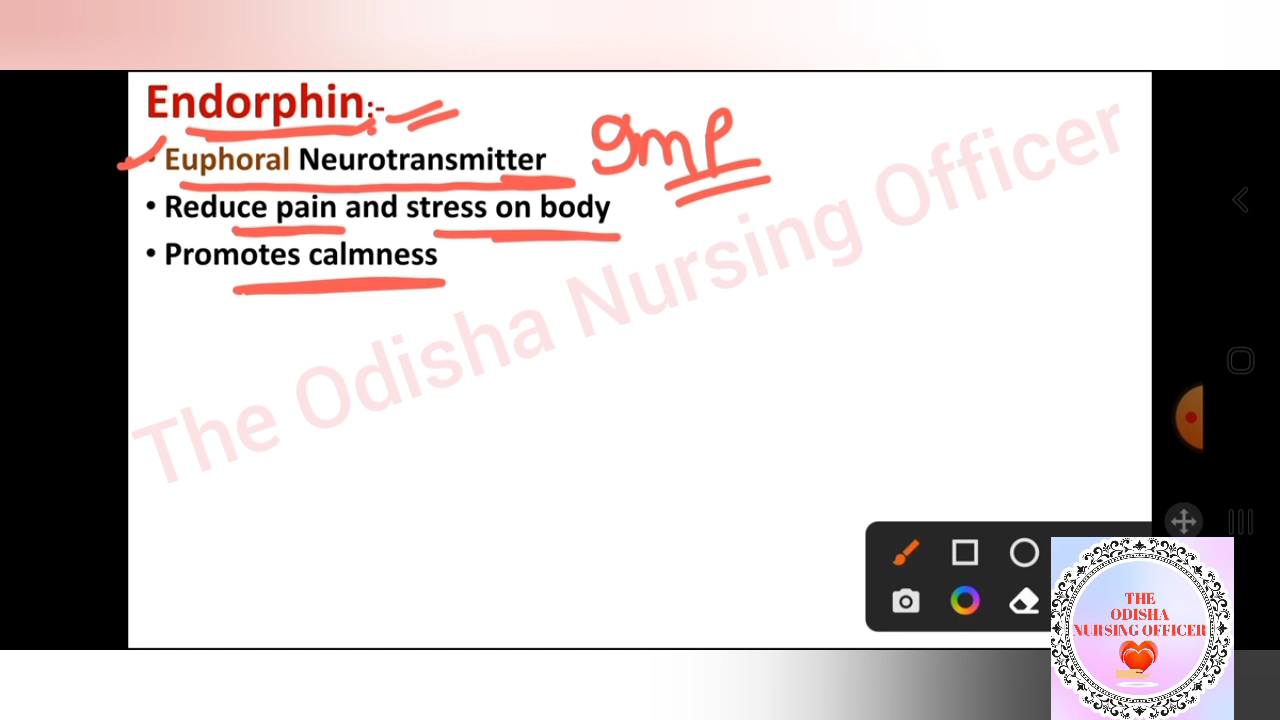 Endorphin:-
• Euphoral Neurotransmitter
Imp
• Reduce pain and stress on body
• Promotes calmness
The Odisha Nursing Officer
THE
ODISHA
NURSING OFFICER